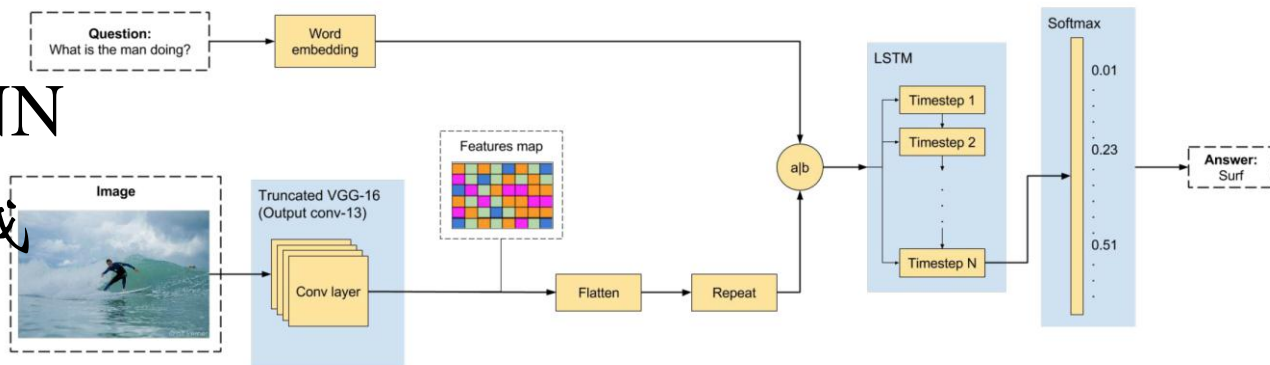 Question:
What is the man doing?
Word
embedding
NN
Image
Truncated VGG-16
(Output conv-13)
Conv layer
Features map
Flatten
Repeat
a|b
LSTM
Timestep 1
Timestep 2
.
.
.
Timestep N
Softmax
0.01
.
.
.
0.23
.
.
.
0.51
.
.
.
Answer:
Surf